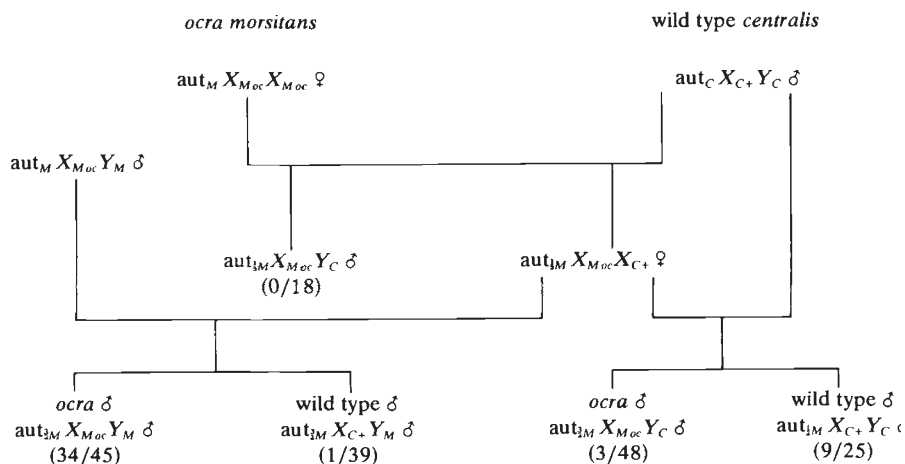 ocra morsitans
wild type centralis
aut_M X_Moc X_Moc ♀
aut_C X_C+ Y_C ♂
aut_M X_Moc Y_M ♂
aut_½M X_Moc Y_C ♂
(0/18)
aut_½M X_Moc X_C+ ♀
ocra ♂
aut_¾M X_Moc Y_M ♂
(34/45)
wild type ♂
aut_¾M X_C+ Y_M ♂
(1/39)
ocra ♂
aut_¼M X_Moc Y_C ♂
(3/48)
wild type ♂
aut_¼M X_C+ Y_C ♂
(9/25)